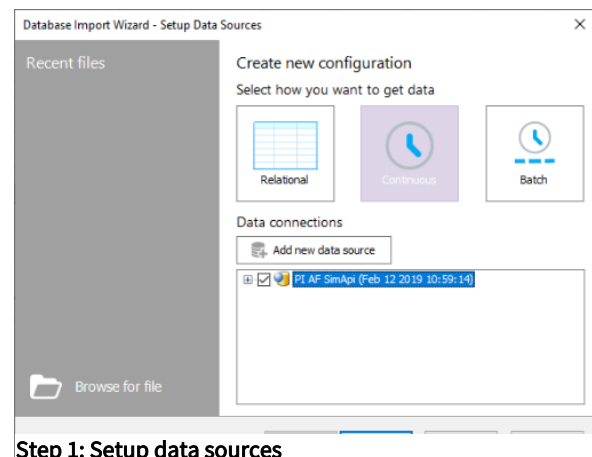 Database Import Wizard - Setup Data Sources
Recent files
Create new configuration
Select how you want to get data
Relational
Continuous
Batch
Data connections
Add new data source
PI AF SimApi (Feb 12 2019 10:59:14)
Browse for file
Step 1: Setup data sources